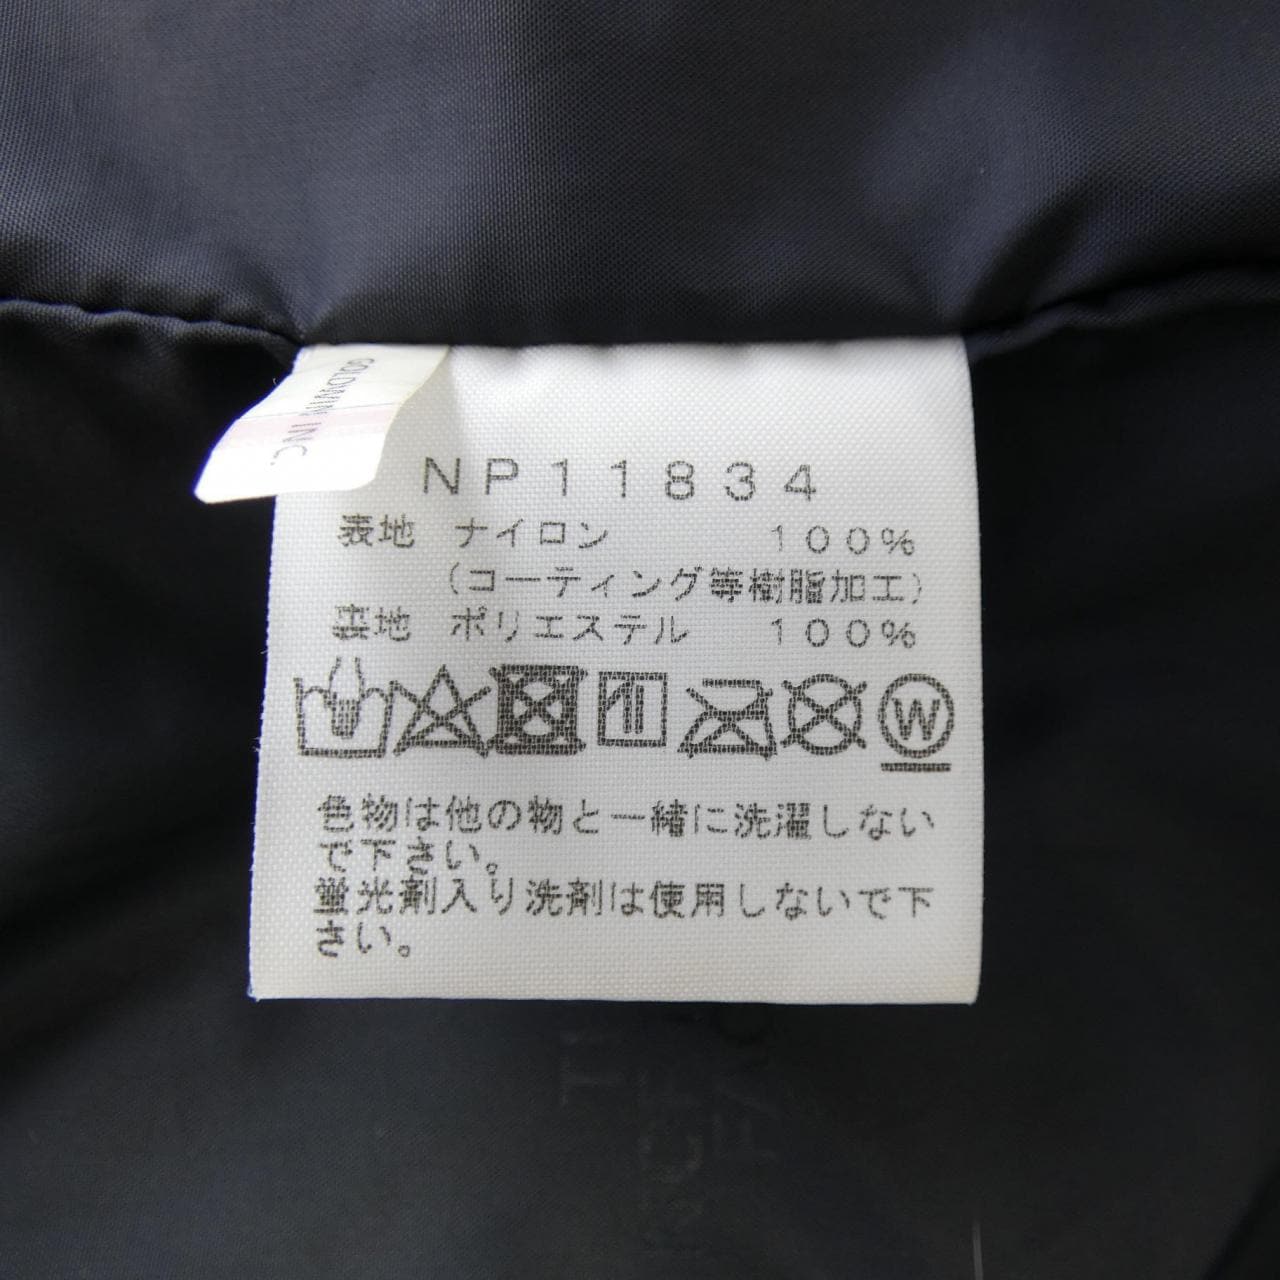 GOLDWIN INC.
NP11834
表地 ナイロン 100%
(コーティング等樹脂加工)
裏地 ポリエステル 100%
W
色物は他の物と一緒に洗濯しない
で下さい。
蛍光剤入り洗剤は使用しないで下
さい。